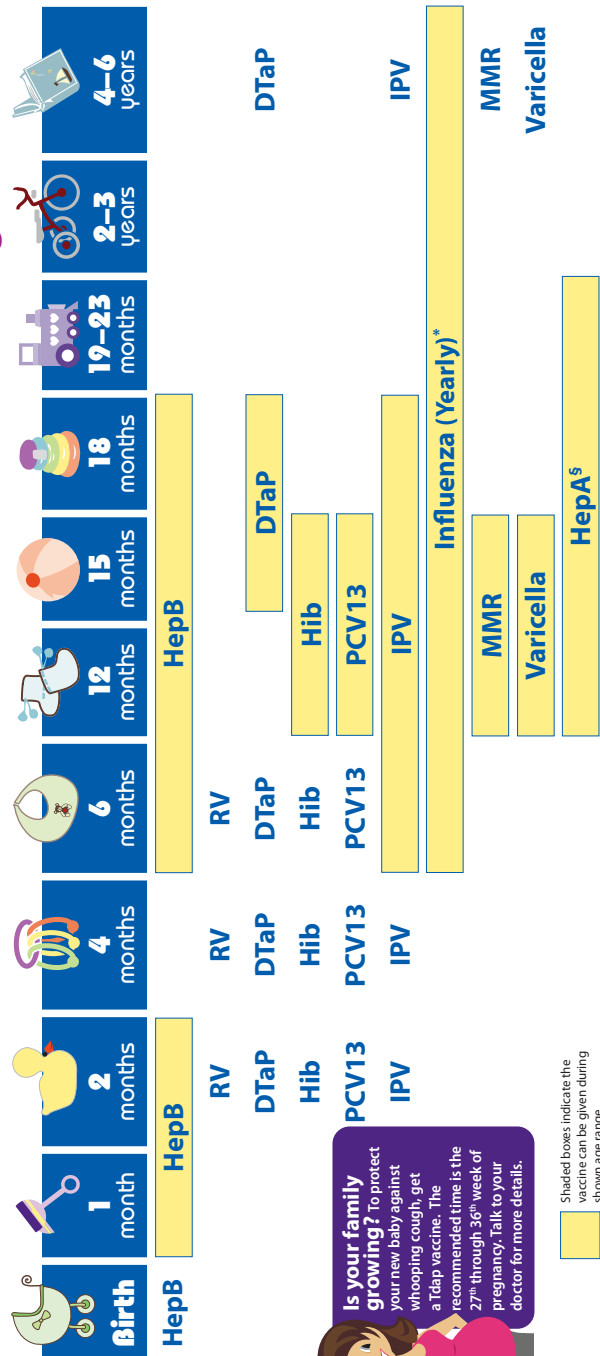 Birth
1
month
2
months
4
months
6
months
12
months
15
months
18
months
19–23
months
2–3
years
4–6
years
HepB
HepB
HepB
RV
RV
RV
DTaP
DTaP
DTaP
DTaP
DTaP
Hib
Hib
Hib
Hib
PCV13
PCV13
PCV13
PCV13
IPV
IPV
IPV
IPV
Influenza (Yearly)*
MMR
MMR
Varicella
Varicella
HepA§
Is your family
growing? To protect
your new baby against
whooping cough, get
a Tdap vaccine. The
recommended time is the
27th through 36th week of
pregnancy. Talk to your
doctor for more details.
Shaded boxes indicate the
vaccine can be given during
shown age range.